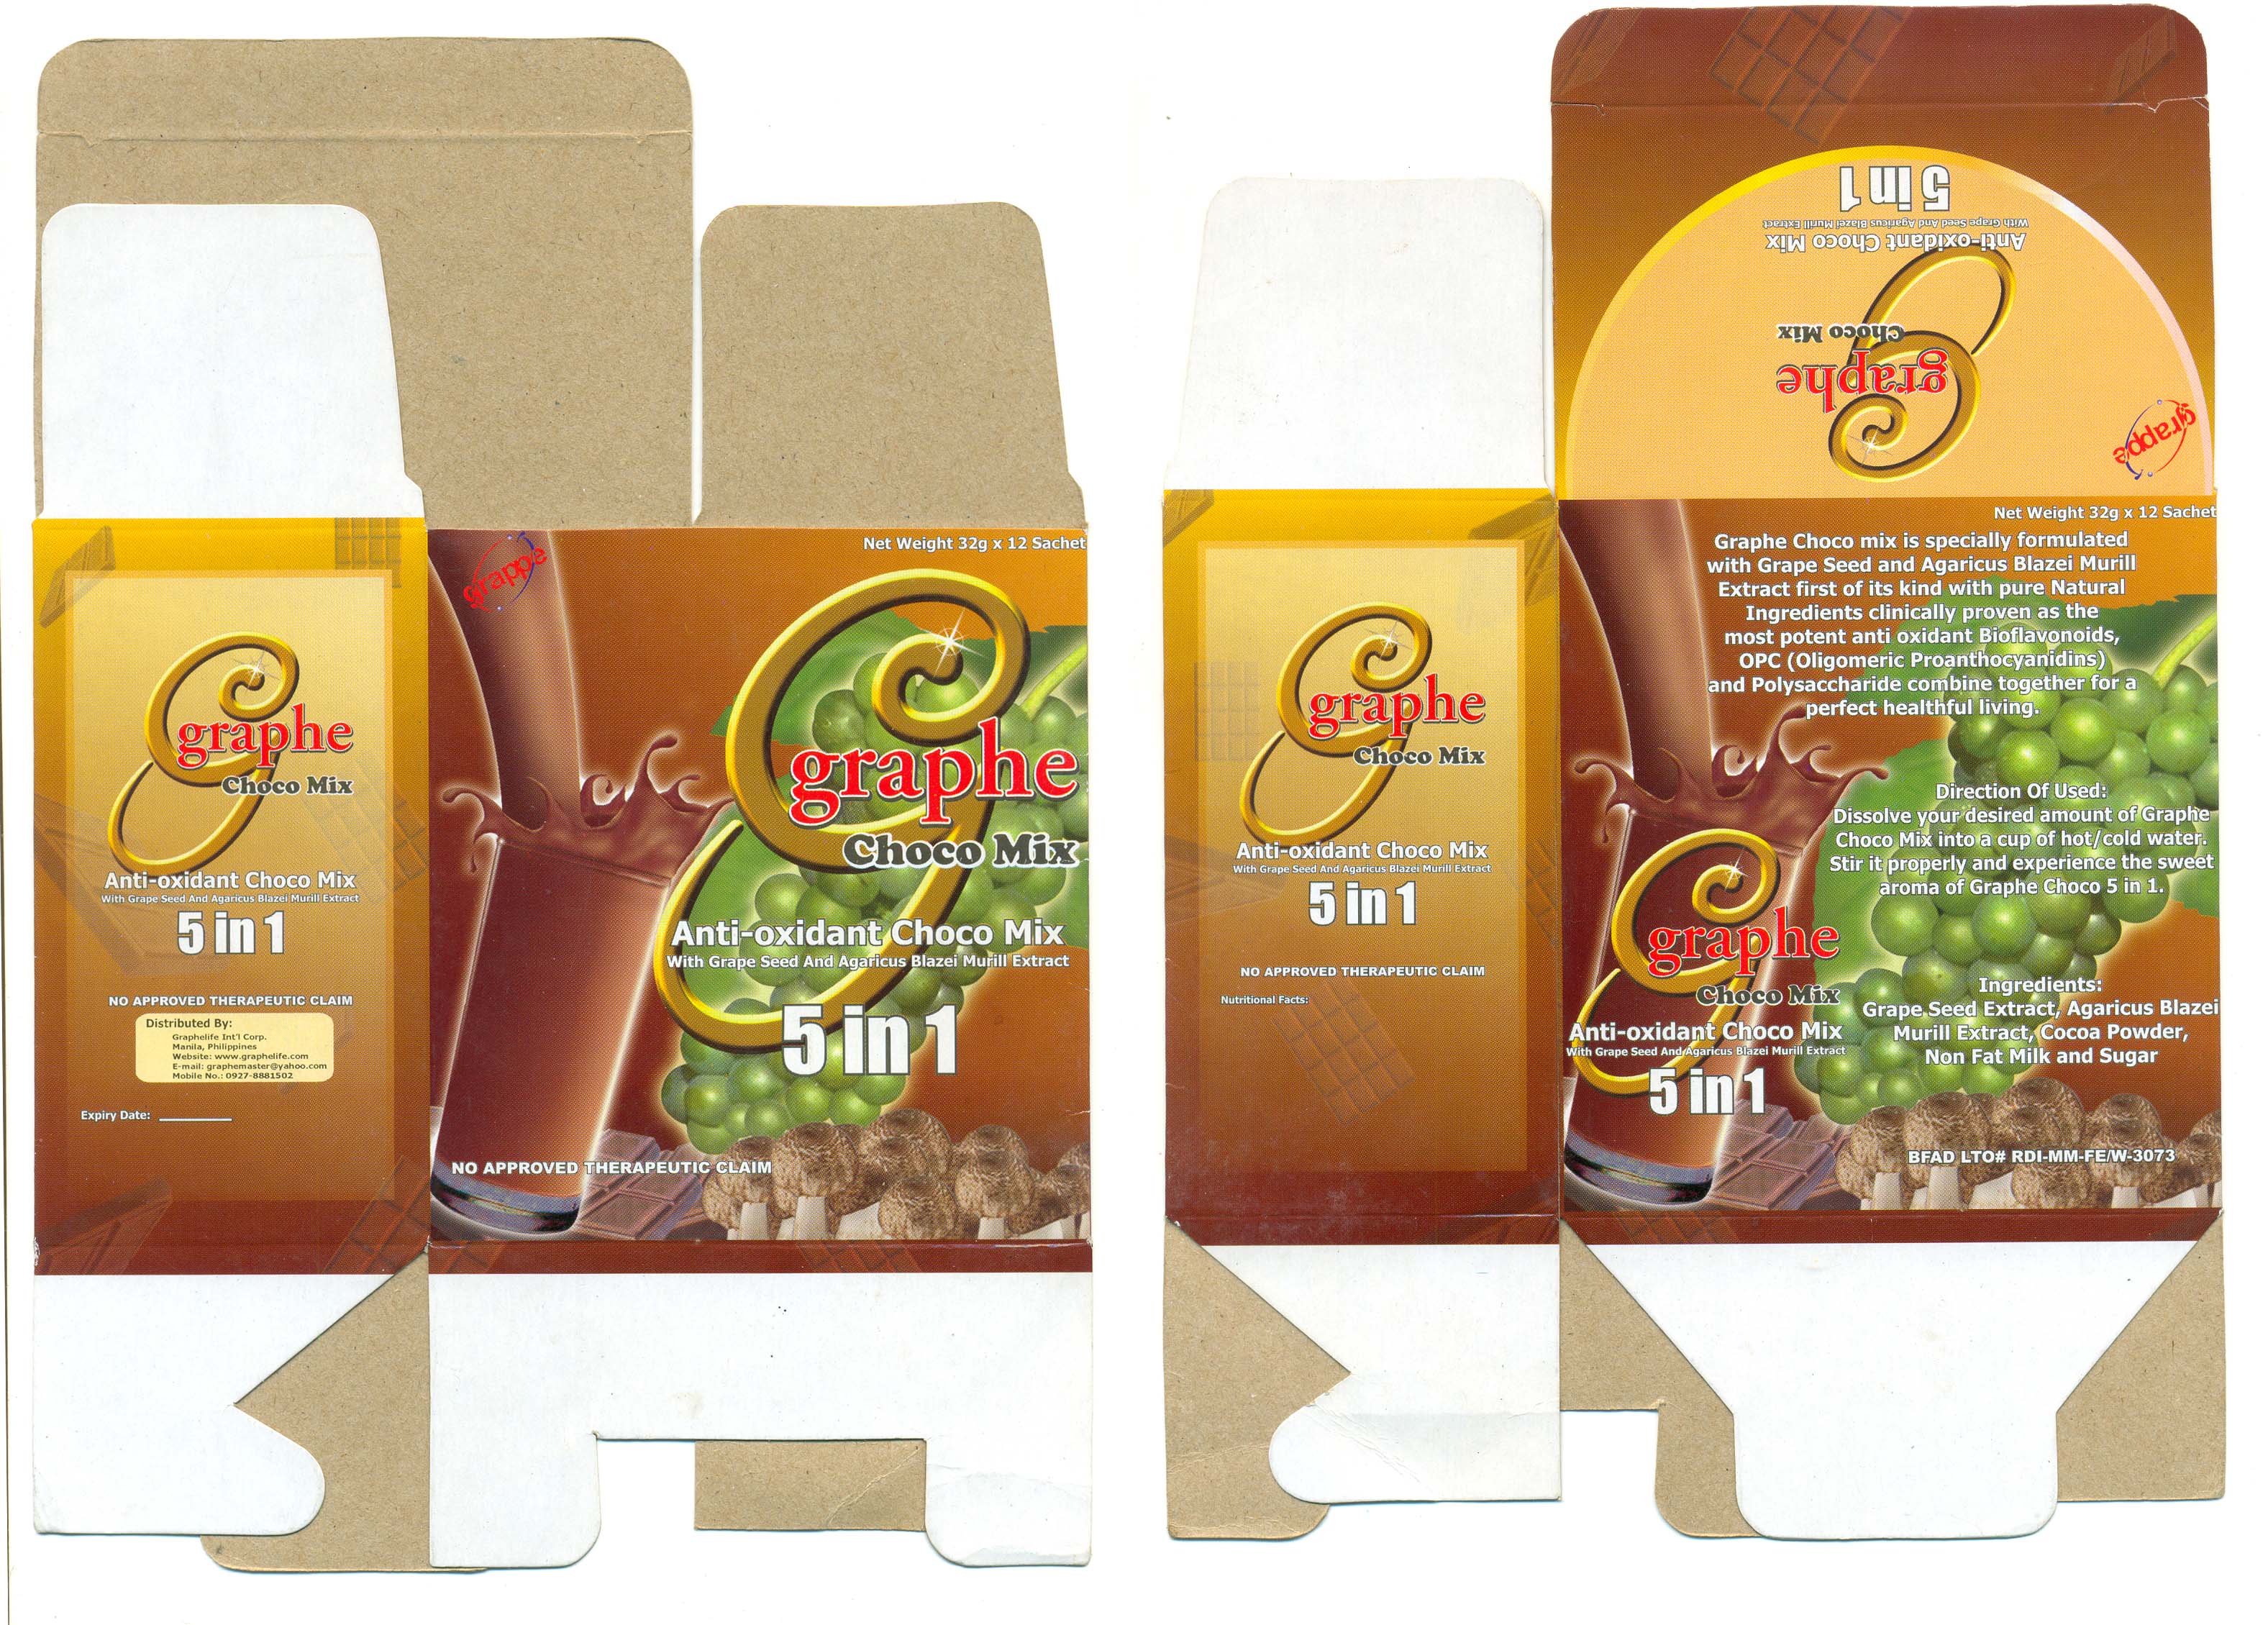 graphe
Choco Mix
Anti-oxidant Choco Mix
With Grape Seed And Agaricus Blazei Murill Extract
5 in 1
NO APPROVED THERAPEUTIC CLAIM
Distributed By:
Graphelife Int'l Corp.
Manila, Philippines
Website: www.graphelife.com
E-mail: graphemaster@yahoo.com
Mobile No.: 0927-8881502
Expiry Date:
grappe
Net Weight 32g x 12 Sachet
graphe
Choco Mix
Anti-oxidant Choco Mix
With Grape Seed And Agaricus Blazei Murill Extract
5 in 1
NO APPROVED THERAPEUTIC CLAIM
graphe
Choco Mix
Anti-oxidant Choco Mix
With Grape Seed And Agaricus Blazei Murill Extract
5 in 1
NO APPROVED THERAPEUTIC CLAIM
Nutritional Facts:
grappe
graphe
Choco Mix
Anti-oxidant Choco Mix
With Grape Seed And Agaricus Blazei Murill Extract
5 in 1
Net Weight 32g x 12 Sachet
Graphe Choco mix is specially formulated
with Grape Seed and Agaricus Blazei Murill
Extract first of its kind with pure Natural
Ingredients clinically proven as the
most potent anti oxidant Bioflavonoids,
OPC (Oligomeric Proanthocyanidins)
and Polysaccharide combine together for a
perfect healthful living.
Direction Of Used:
Dissolve your desired amount of Graphe
Choco Mix into a cup of hot/cold water.
Stir it properly and experience the sweet
aroma of Graphe Choco 5 in 1.
graphe
Choco Mix
Anti-oxidant Choco Mix
With Grape Seed And Agaricus Blazei Murill Extract
5 in 1
Ingredients:
Grape Seed Extract, Agaricus Blazei
Murill Extract, Cocoa Powder,
Non Fat Milk and Sugar
BFAD LTO# RDI-MM-FE/W-3073